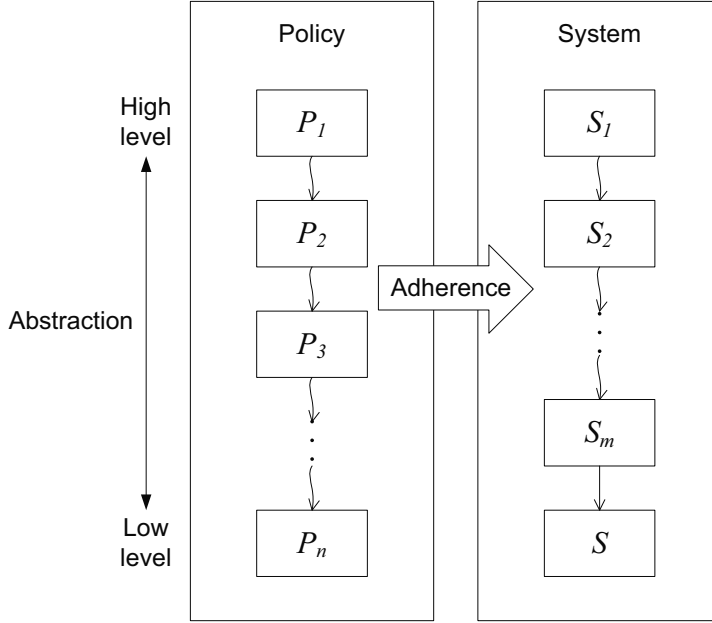 Policy
System
High
level
P1
S1
P2
S2
Adherence
Abstraction
P3
Sm
Low
level
Pn
S